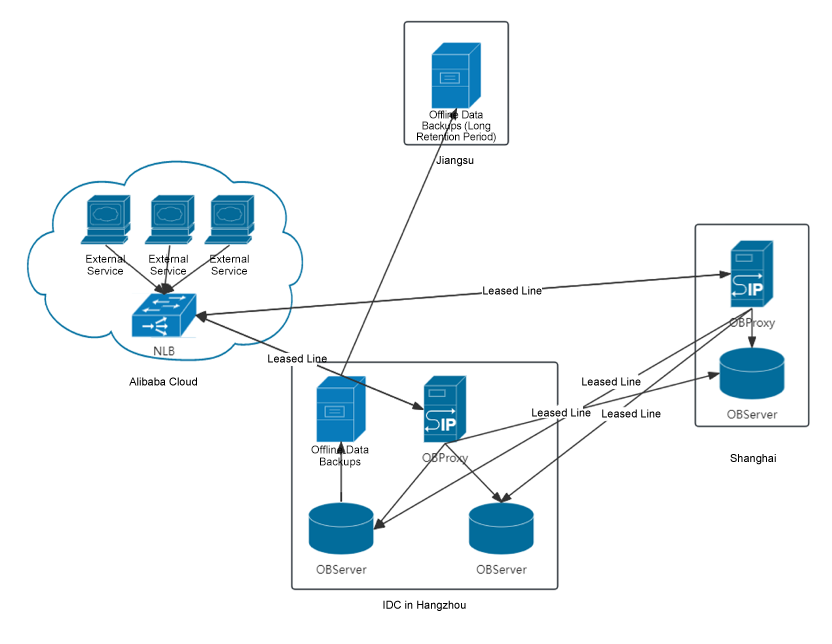 Offline Data
Backups (Long
Retention Period)
Jiangsu
External
Service
External
Service
External
Service
NLB
Alibaba Cloud
Leased Line
SIP
OBProxy
OBServer
Shanghai
Leased Line
Leased Line
Leased Line
Leased Line
Offline Data
Backups
SIP
OBProxy
OBServer
OBServer
IDC in Hangzhou